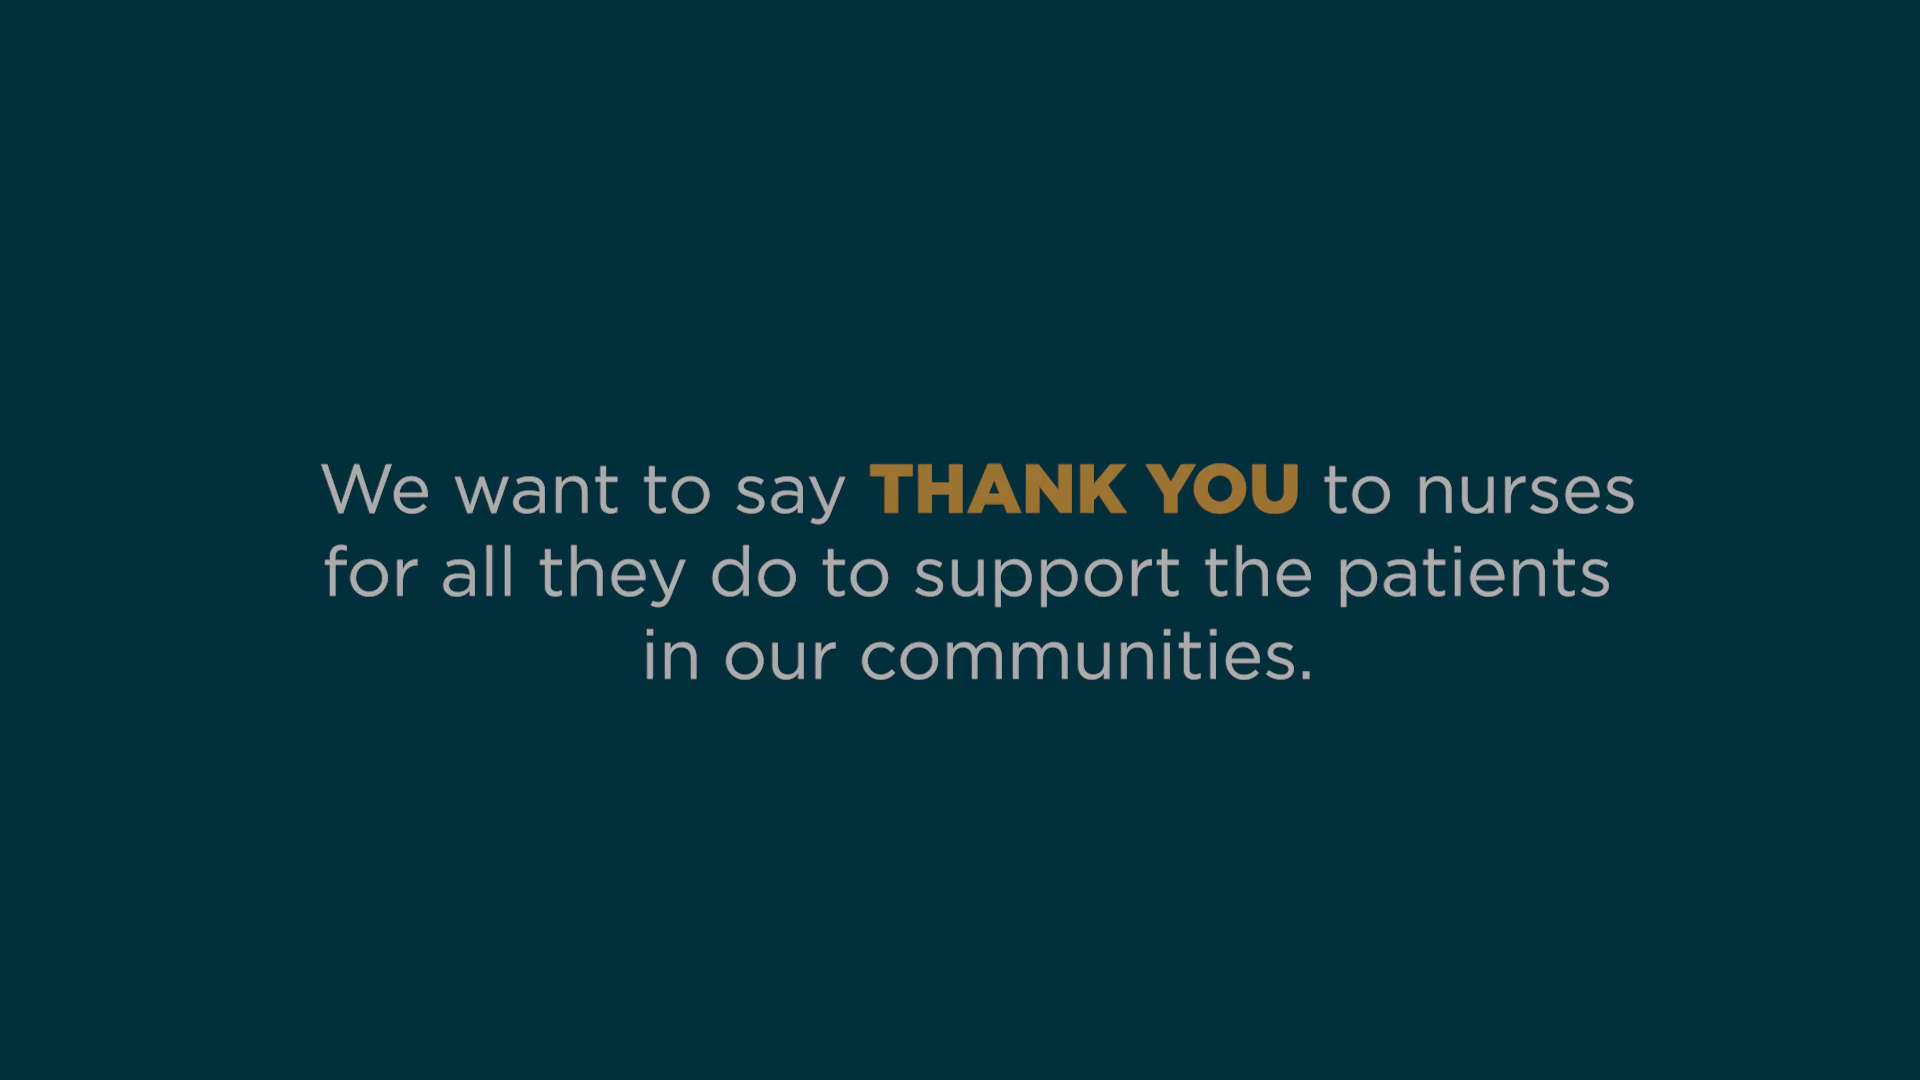 We want to say THANK YOU to nurses
for all they do to support the patients
in our communities.